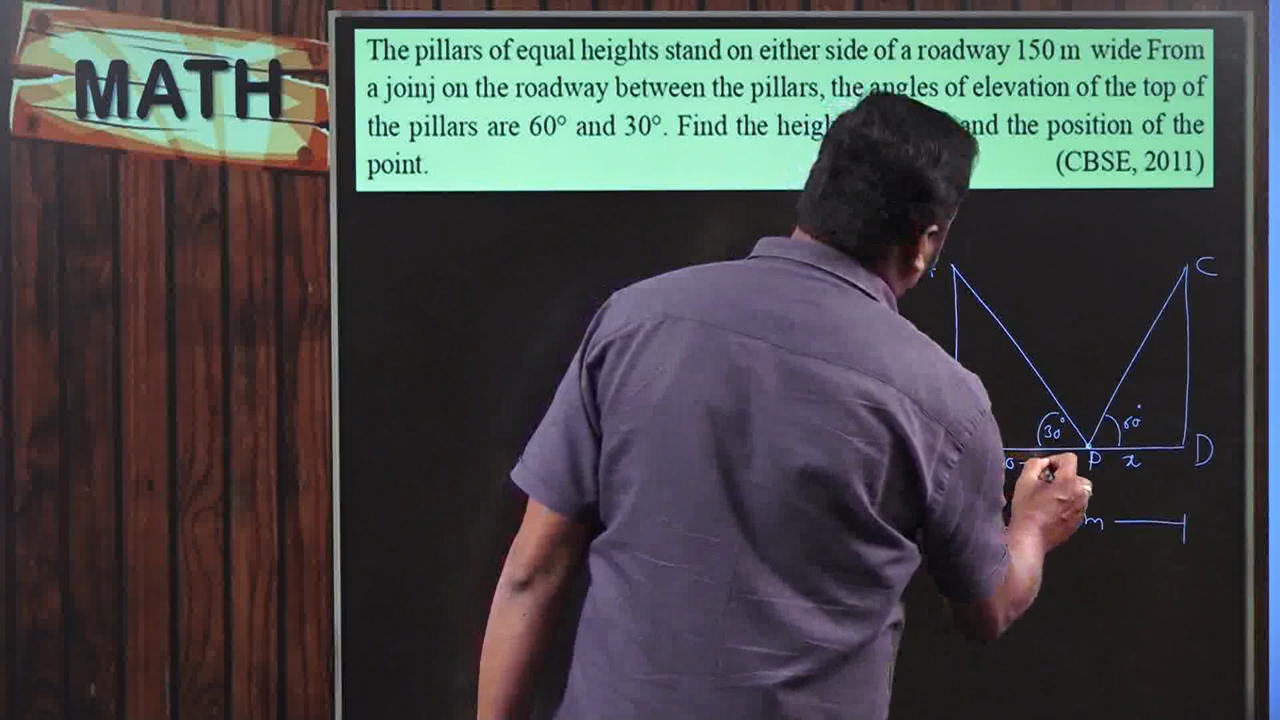 MATH
The pillars of equal heights stand on either side of a roadway 150 m wide From
a joinj on the roadway between the pillars, the angles of elevation of the top of
the pillars are 60° and 30°. Find the and the position of the
point. (CBSE, 2011)
C
30° 60°
D
P x
m